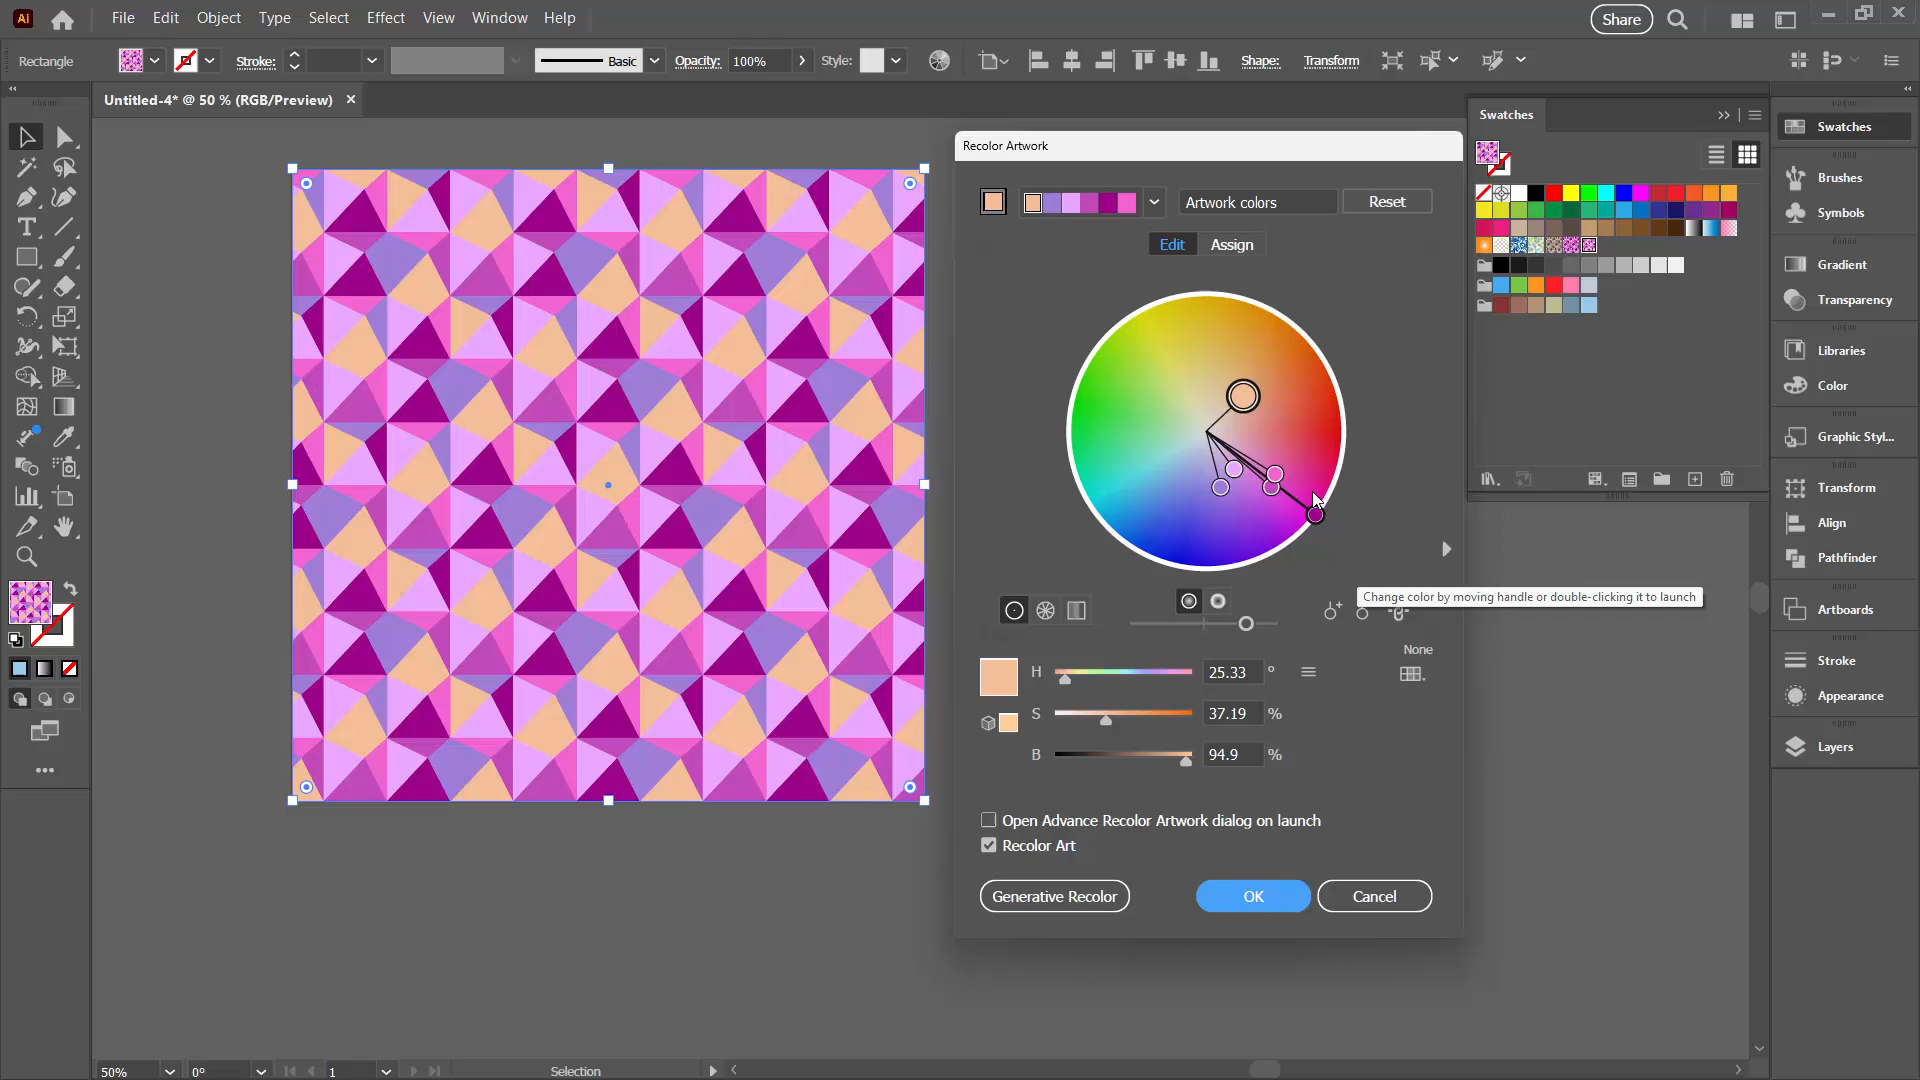 Ai File Edit Object Type Select Effect View Window Help Share
Rectangle Stroke: Basic Opacity: 100% Style: Shape: Transform
Untitled-4* @ 50 % (RGB/Preview)
Swatches
Swatches
Brushes
Symbols
Gradient
Transparency
Libraries
Color
Graphic Styl...
Transform
Align
Pathfinder
Artboards
Stroke
Appearance
Layers
Recolor Artwork
Artwork colors Reset
Edit Assign
Change color by moving handle or double-clicking it to launch
None
H 25.33 °
S 37.19 %
B 94.9 %
Open Advance Recolor Artwork dialog on launch
Recolor Art
Generative Recolor OK Cancel
50% 0° 1 Selection